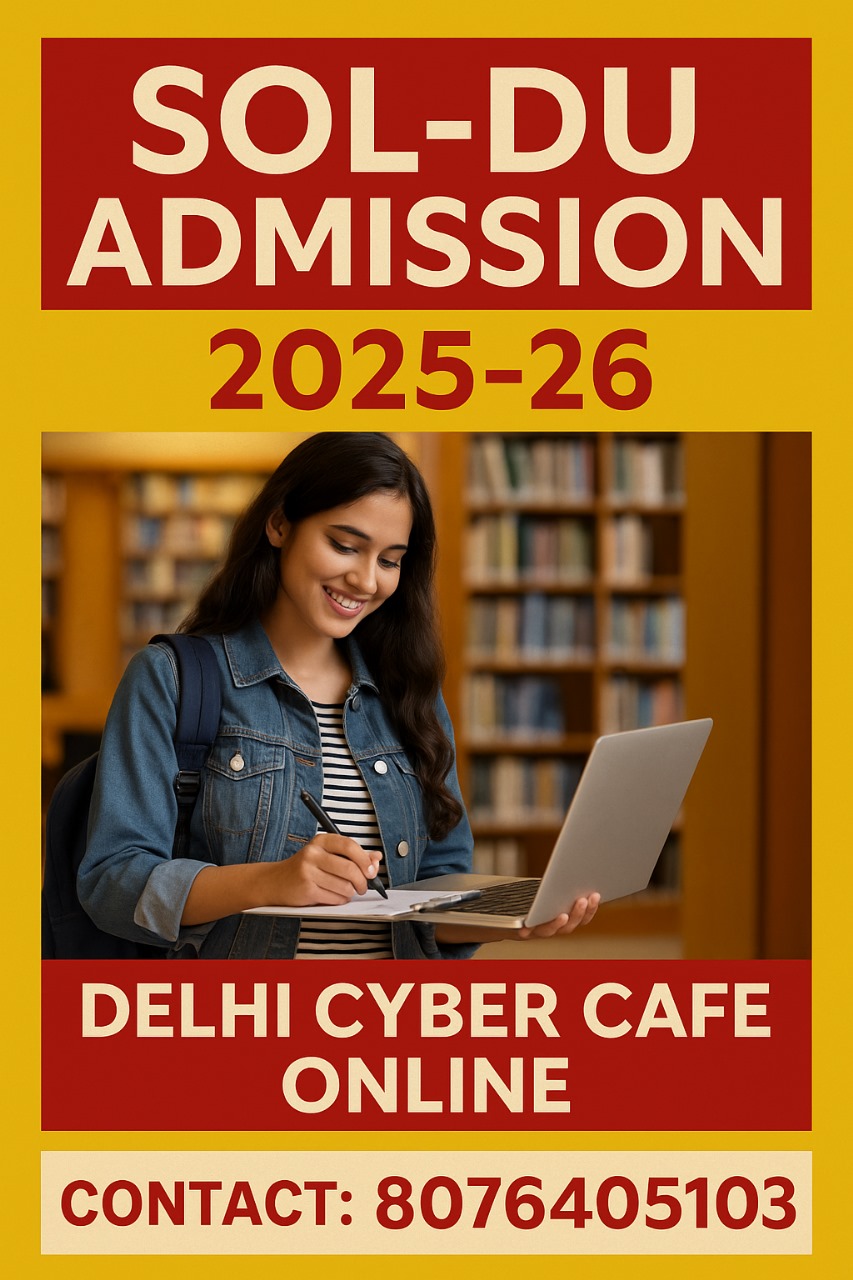 SOL-DU
ADMISSION
2025-26
DELHI CYBER CAFE
ONLINE
CONTACT: 8076405103